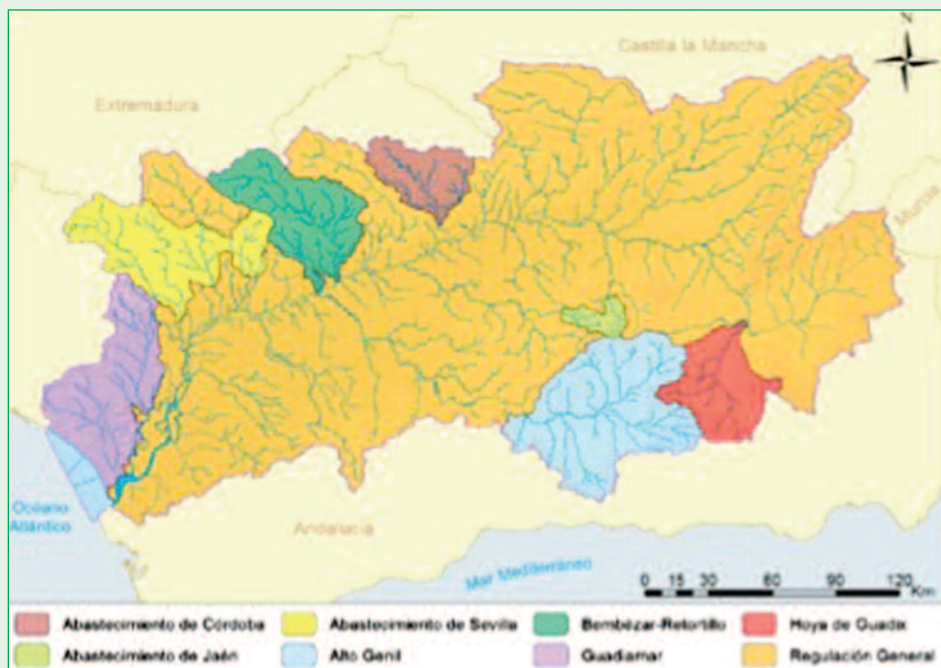 N
Castilla la Mancha
Extremadura
Murcia
Océano
Atlántico
Andalucía
Mar Mediterráneo
0 15 30 60 90 120
Km
Abastecimiento de Córdoba
Abastecimiento de Sevilla
Bembézar-Retortillo
Hoya de Guadix
Abastecimiento de Jaén
Alto Genil
Guadiamar
Regulación General